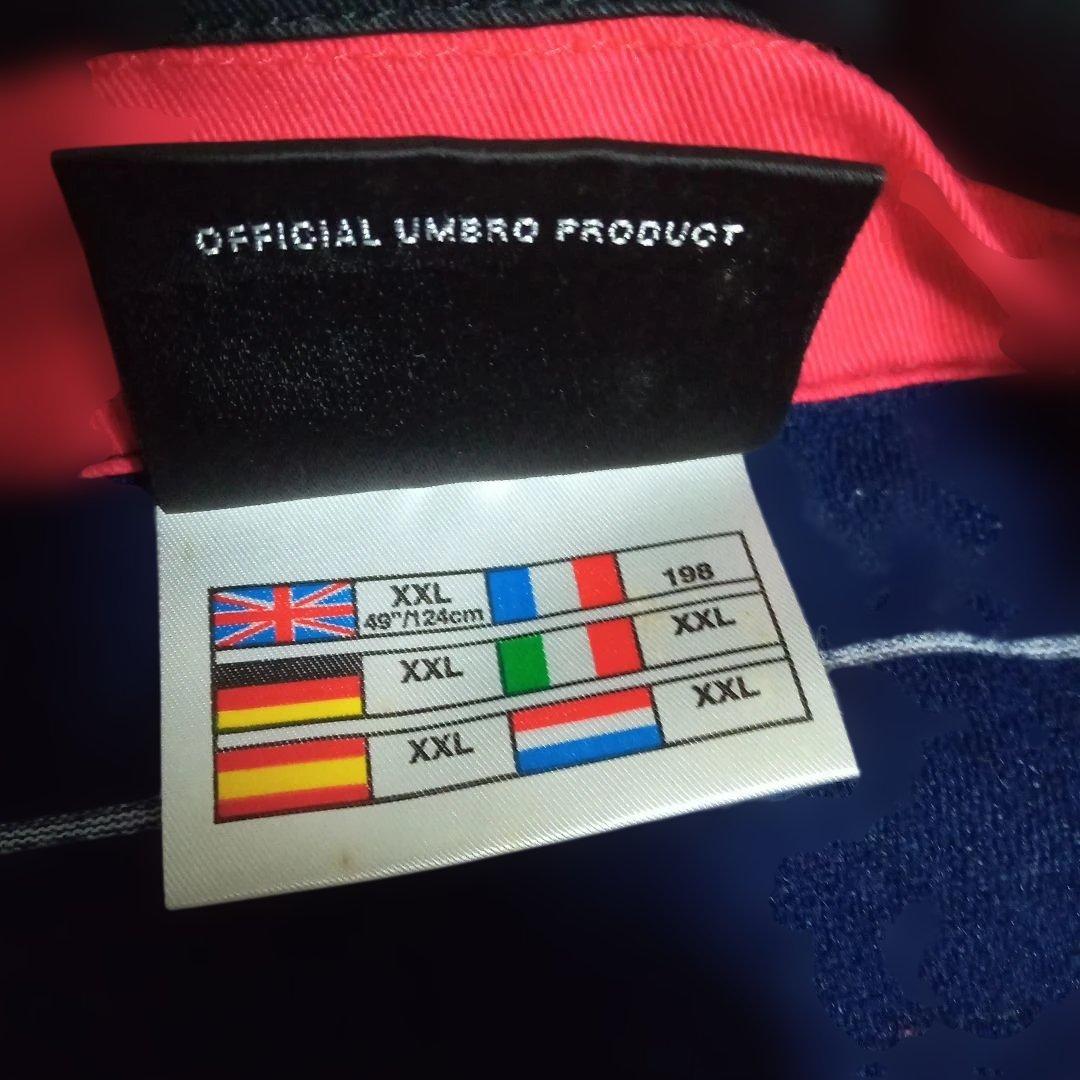 OFFICIAL UMBRO PRODUCT
XXL 198
49"/124cm
XXL XXL
XXL XXL